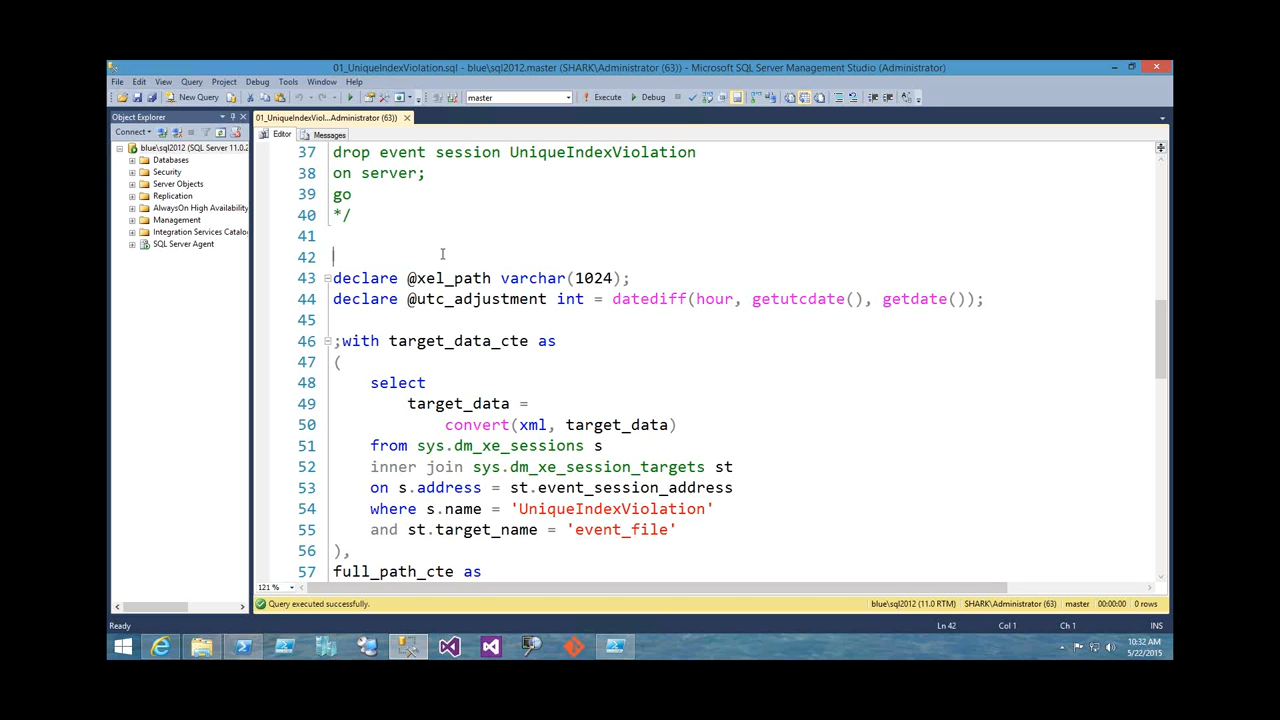 01_UniqueIndexViolation.sql - blue\sql2012.master (SHARK\Administrator (63)) - Microsoft SQL Server Management Studio (Administrator)
File Edit View Query Project Debug Tools Window Help
New Query master Execute Debug
Object Explorer
Connect
blue\sql2012 (SQL Server 11.0.2
Databases
Security
Server Objects
Replication
AlwaysOn High Availability
Management
Integration Services Catalo
SQL Server Agent
01_UniqueIndexViol...Administrator (63))
Editor Messages
37 drop event session UniqueIndexViolation
38 on server;
39 go
40 */
41
42
43 declare @xel_path varchar(1024);
44 declare @utc_adjustment int = datediff(hour, getutcdate(), getdate());
45
46 ;with target_data_cte as
47 (
48 select
49 target_data =
50 convert(xml, target_data)
51 from sys.dm_xe_sessions s
52 inner join sys.dm_xe_session_targets st
53 on s.address = st.event_session_address
54 where s.name = 'UniqueIndexViolation'
55 and st.target_name = 'event_file'
56 ),
57 full_path_cte as
121 %
Query executed successfully. blue\sql2012 (11.0 RTM) SHARK\Administrator (63) master 00:00:00 0 rows
Ready Ln 42 Col 1 Ch 1 INS
10:32 AM
5/22/2015